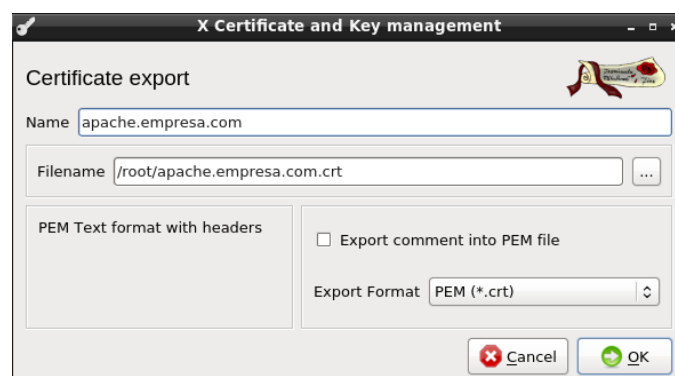 X Certificate and Key management
Certificate export
Name apache.empresa.com
Filename /root/apache.empresa.com.crt ...
PEM Text format with headers
Export comment into PEM file
Export Format PEM (*.crt)
Cancel OK